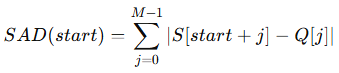 SAD(start) = \sum_{j=0}^{M-1} |S[start + j] − Q[j]|